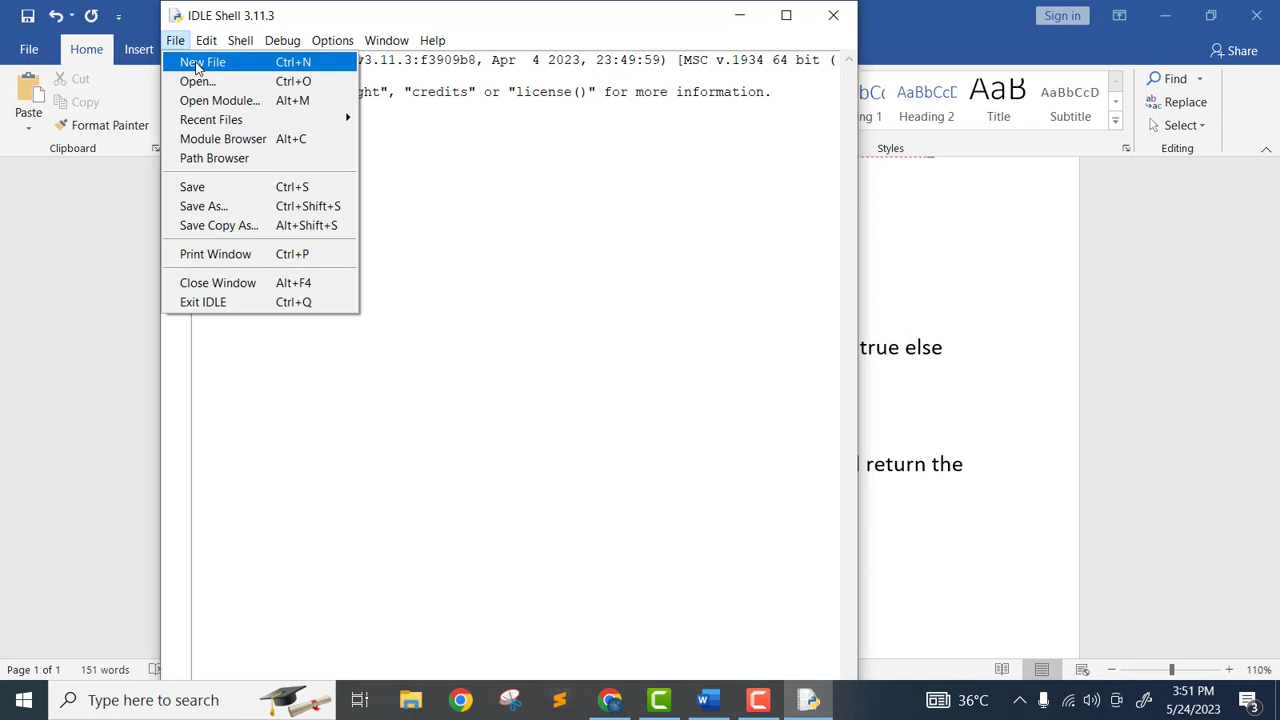 IDLE Shell 3.11.3
Sign in
File Home Insert
File Edit Shell Debug Options Window Help
Share
New File Ctrl+N
Open... Ctrl+O
Open Module... Alt+M
Recent Files
Module Browser Alt+C
Path Browser
Save Ctrl+S
Save As... Ctrl+Shift+S
Save Copy As... Alt+Shift+S
Print Window Ctrl+P
Close Window Alt+F4
Exit IDLE Ctrl+Q
v3.11.3:f3909b8, Apr 4 2023, 23:49:59) [MSC v.1934 64 bit (
ght", "credits" or "license()" for more information.
Paste
Cut
Copy
Format Painter
Clipboard
AaBbCcD AaB AaBbCcD
ng 1 Heading 2 Title Subtitle
Styles
Find
Replace
Select
Editing
true else
return the
Page 1 of 1 151 words
110%
Type here to search
36°C
3:51 PM
5/24/2023
3